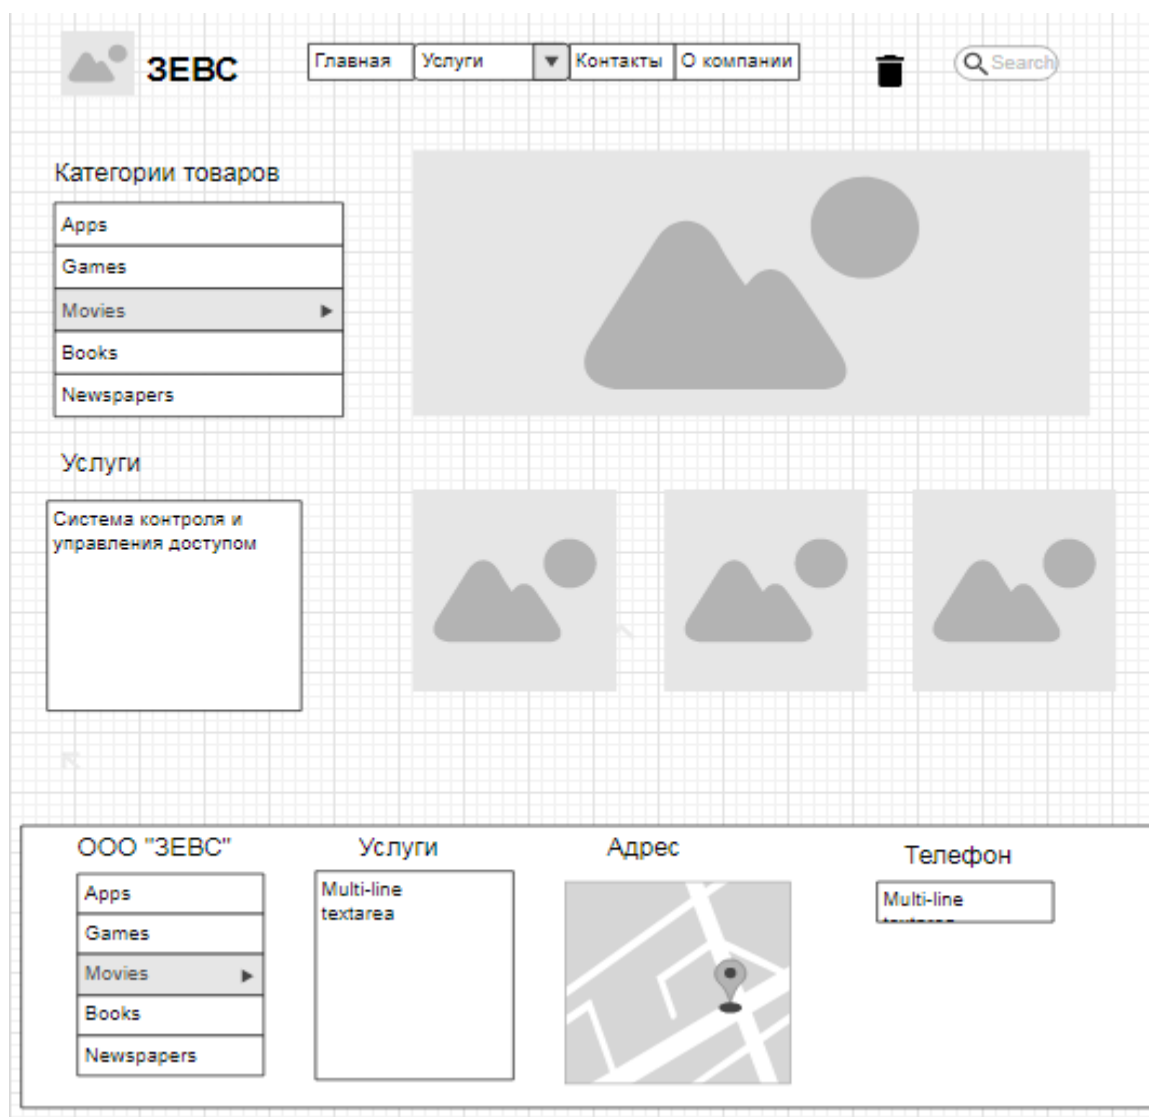 ЗЕВС
Главная
Услуги
Контакты
О компании
Search
Категории товаров
Apps
Games
Movies
Books
Newspapers
Услуги
Система контроля и
управления доступом
ООО "ЗЕВС"
Apps
Games
Movies
Books
Newspapers
Услуги
Multi-line
textarea
Адрес
Телефон
Multi-line
textarea